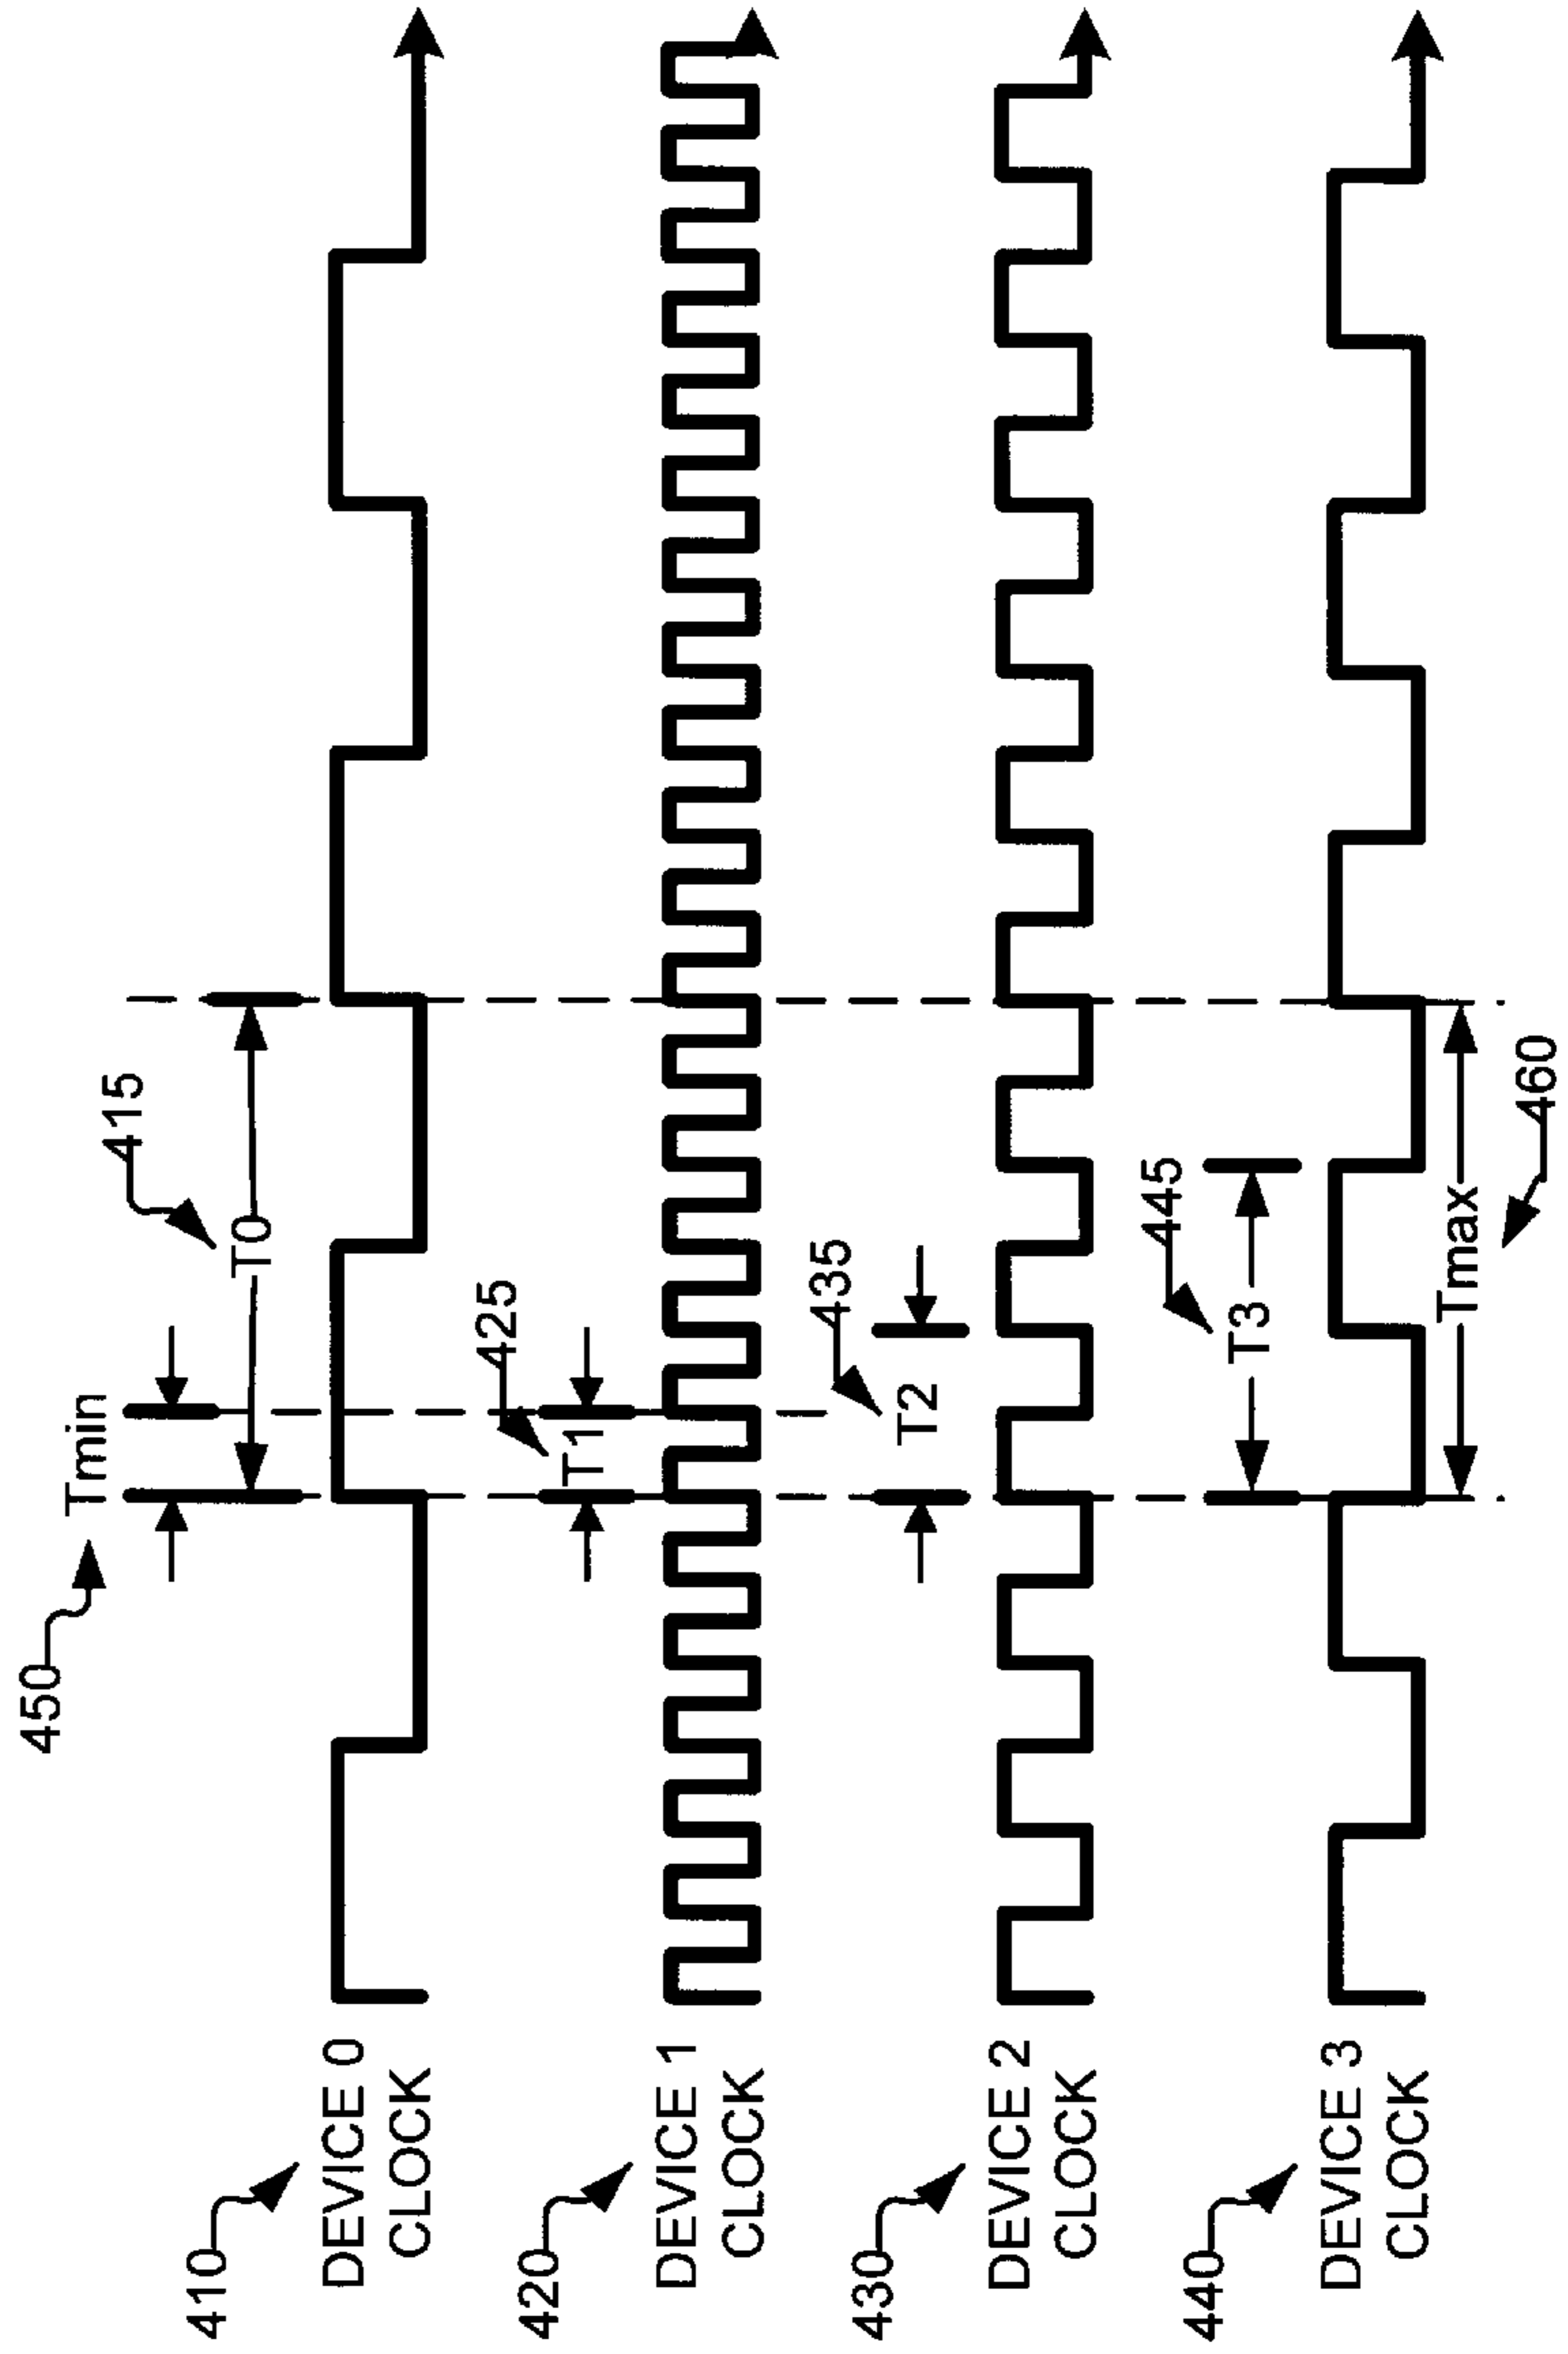 450
Tmin
415
T0
410
DEVICE 0
CLOCK
425
T1
420
DEVICE 1
CLOCK
435
T2
430
DEVICE 2
CLOCK
445
T3
440
DEVICE 3
CLOCK
Tmax
460